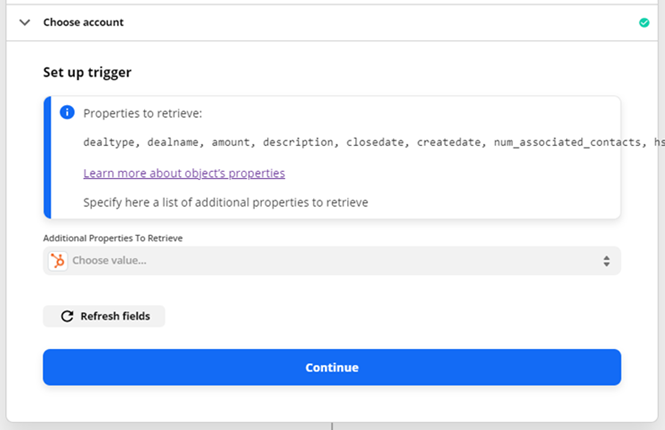 Choose account
Set up trigger
Properties to retrieve:
dealtype, dealname, amount, description, closedate, createdate, num_associated_contacts, hs
Learn more about object's properties
Specify here a list of additional properties to retrieve
Additional Properties To Retrieve
Choose value...
Refresh fields
Continue